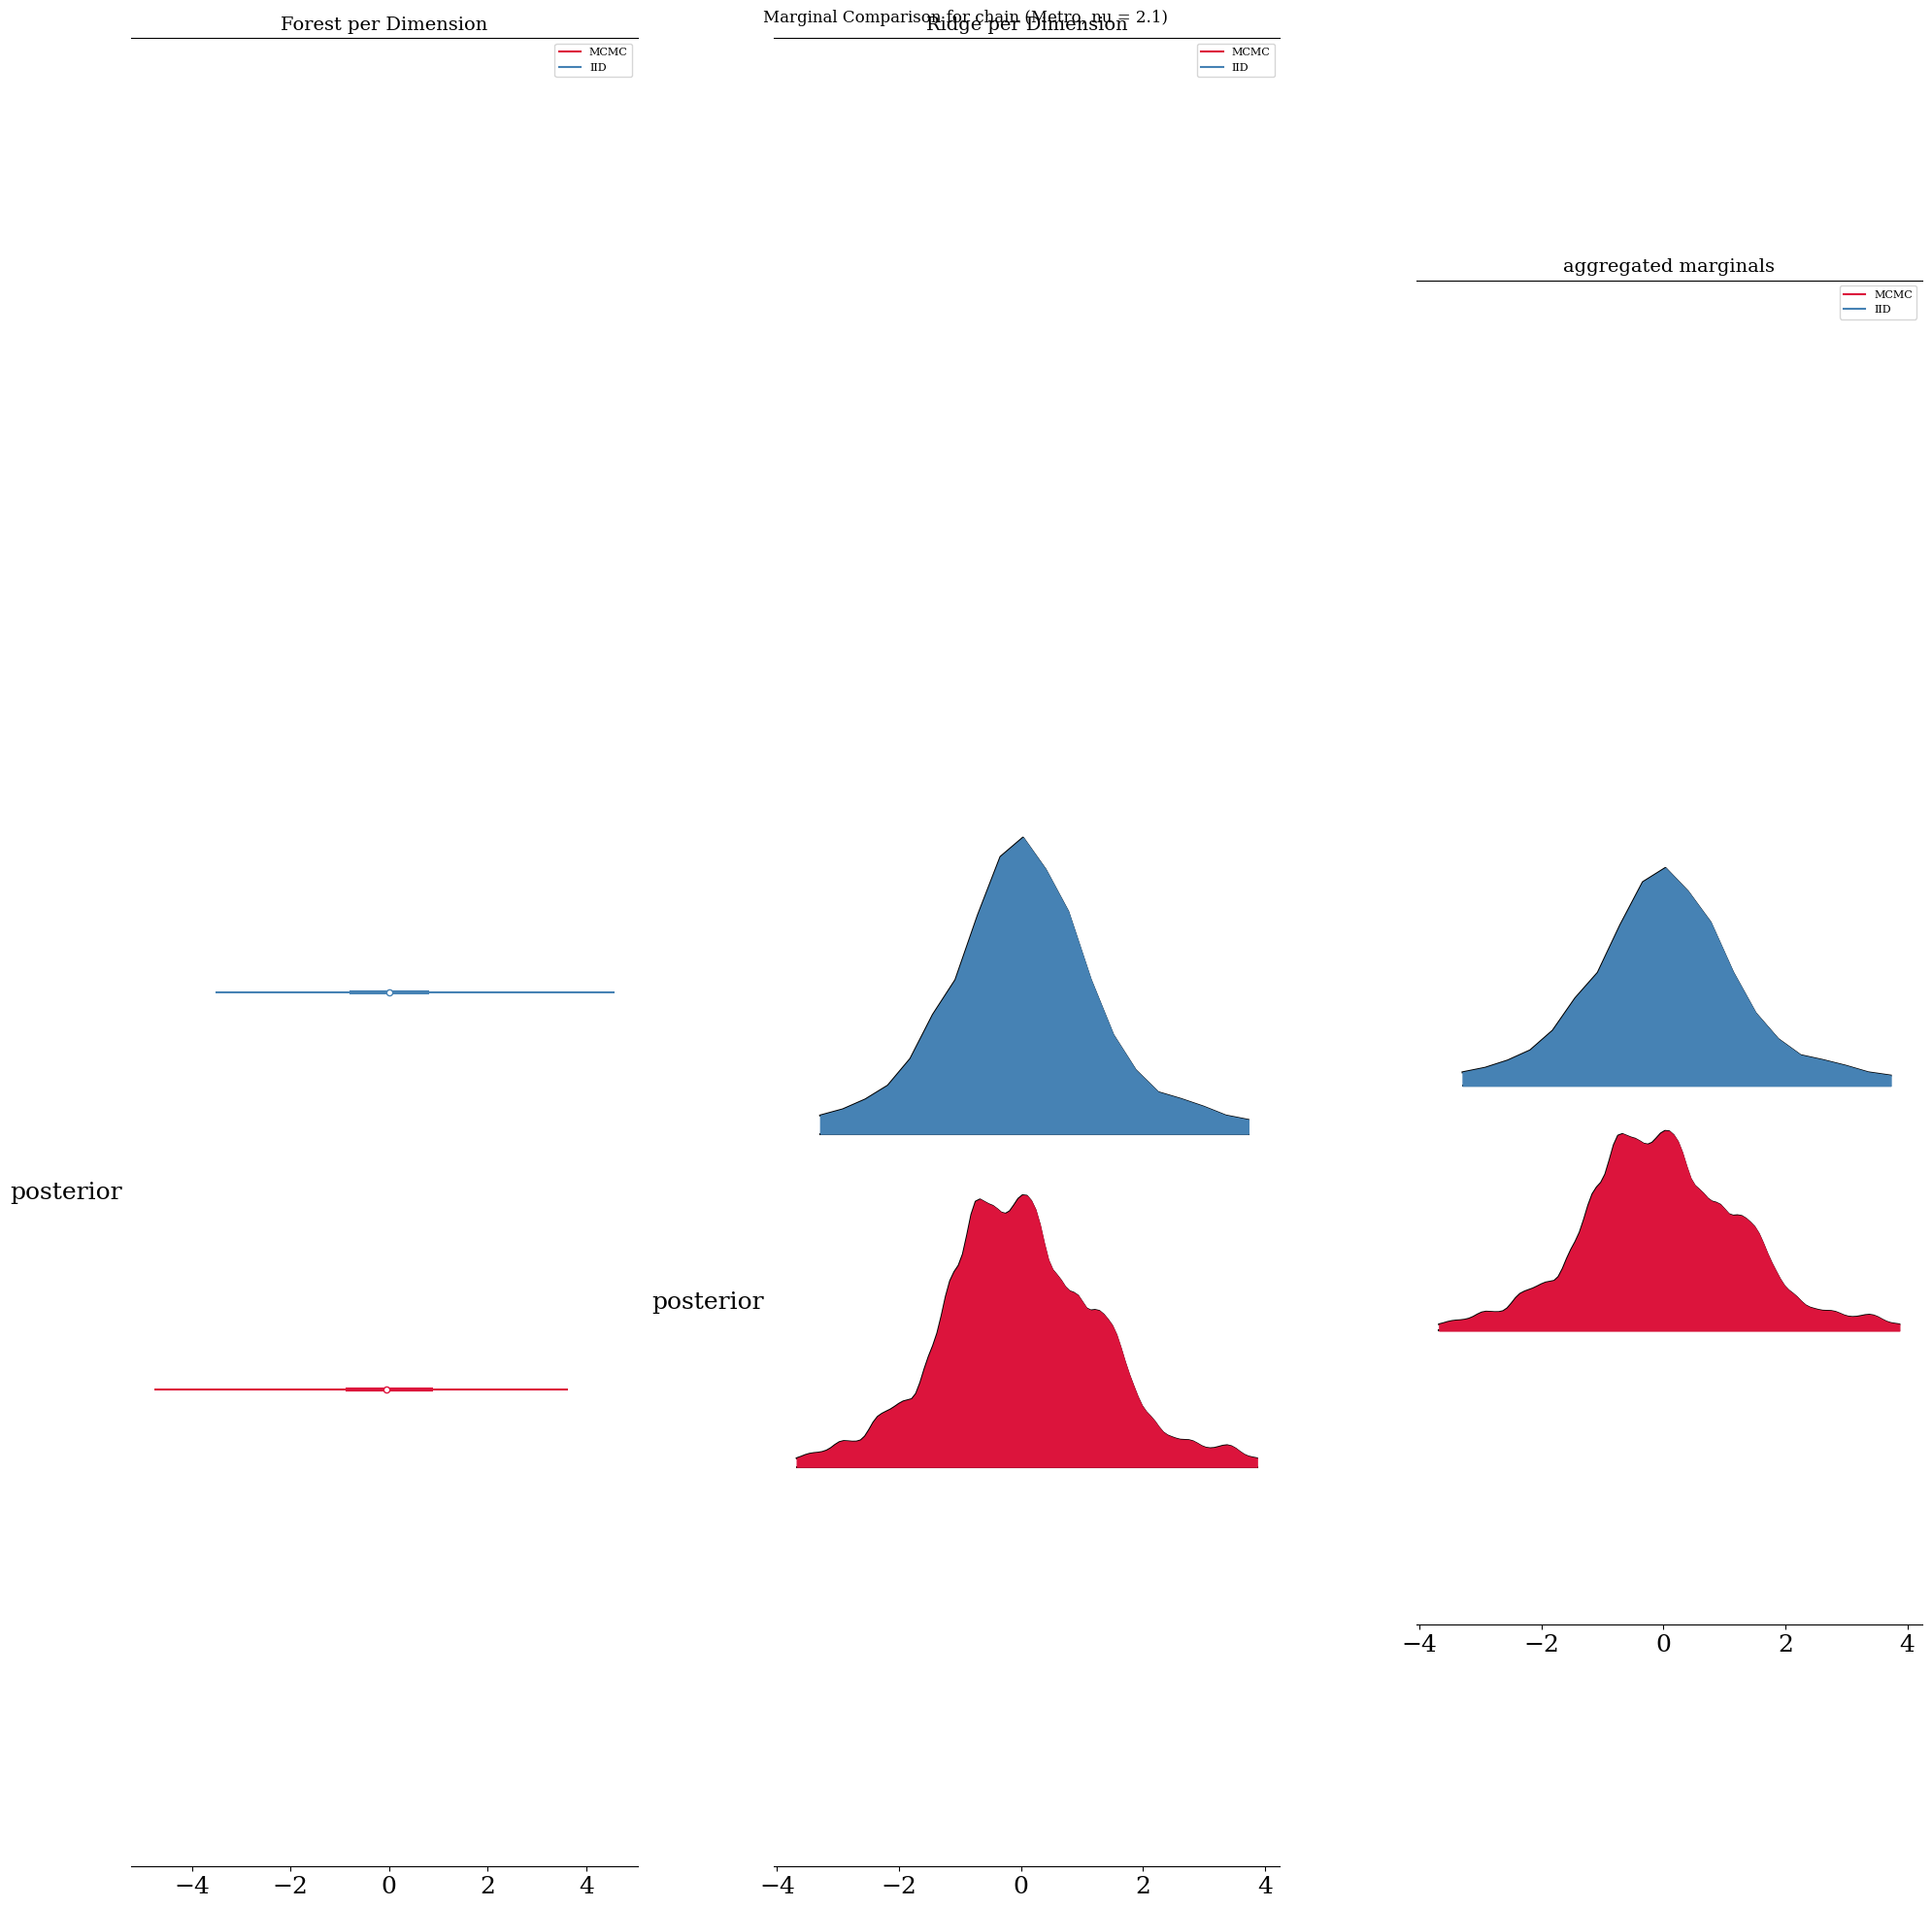 Marginal Comparison for chain (Metro, nu = 2.1)
Forest per Dimension
MCMC
IID
posterior
−4 −2 0 2 4
Ridge per Dimension
MCMC
IID
posterior
−4 −2 0 2 4
aggregated marginals
MCMC
IID
−4 −2 0 2 4